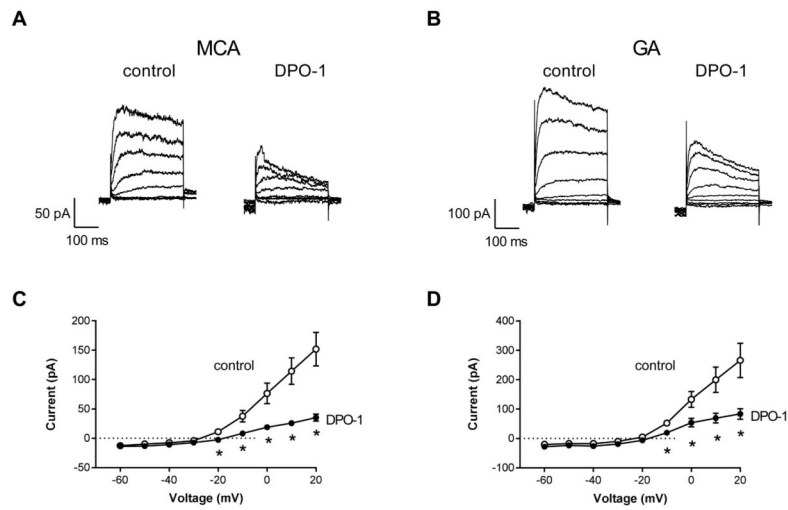 A
MCA
control
DPO-1
50 pA
100 ms
B
GA
control
DPO-1
100 pA
100 ms
C
200
150
100
50
0
-50
Current (pA)
control
DPO-1
* * * * *
-60
-40
-20
0
20
Voltage (mV)
D
400
300
200
100
0
-100
Current (pA)
control
DPO-1
* * * *
-60
-40
-20
0
20
Voltage (mV)